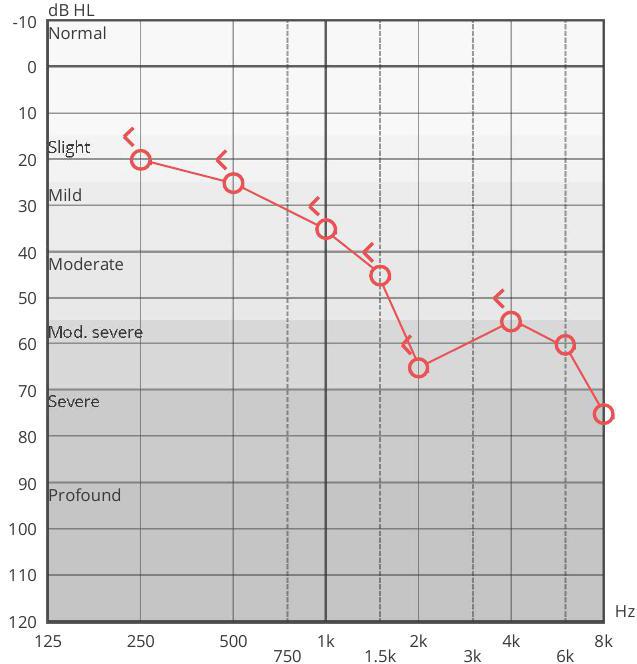 dB HL
-10
Normal
0
10
Slight
20
Mild
30
40
Moderate
50
Mod. severe
60
70
Severe
80
90
Profound
100
110
120
Hz
125 250 500 1k 2k 4k 8k
750 1.5k 3k 6k